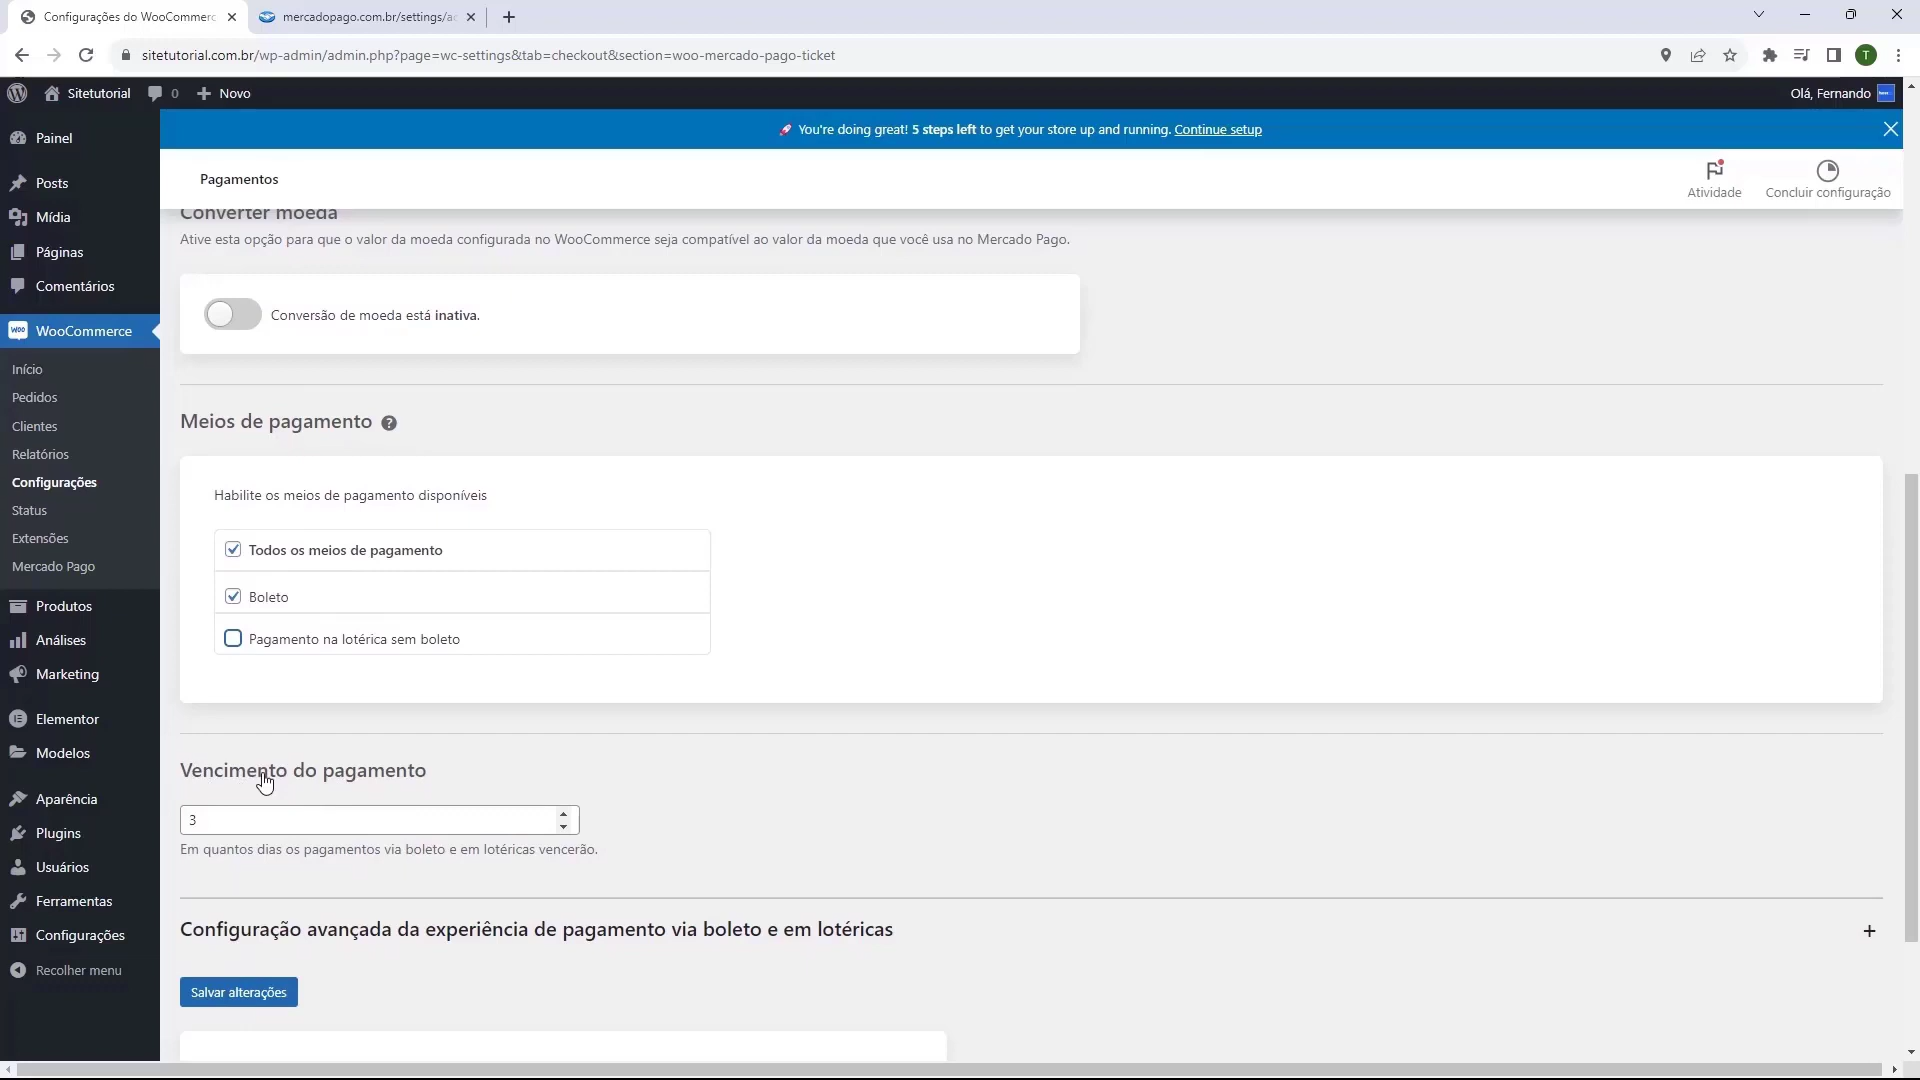 Configurações do WooCommerc
mercadopago.com.br/settings/ac
sitetutorial.com.br/wp-admin/admin.php?page=wc-settings&tab=checkout&section=woo-mercado-pago-ticket
T
Sitetutorial
0
Novo
Olá, Fernando
You're doing great! 5 steps left to get your store up and running. Continue setup
Pagamentos
Atividade
Concluir configuração
Painel
Posts
Mídia
Páginas
Comentários
WooCommerce
Início
Pedidos
Clientes
Relatórios
Configurações
Status
Extensões
Mercado Pago
Produtos
Análises
Marketing
Elementor
Modelos
Aparência
Plugins
Usuários
Ferramentas
Configurações
Recolher menu
Converter moeda
Ative esta opção para que o valor da moeda configurada no WooCommerce seja compatível ao valor da moeda que você usa no Mercado Pago.
Conversão de moeda está inativa.
Meios de pagamento ?
Habilite os meios de pagamento disponíveis
Todos os meios de pagamento
Boleto
Pagamento na lotérica sem boleto
Vencimento do pagamento
3
Em quantos dias os pagamentos via boleto e em lotéricas vencerão.
Configuração avançada da experiência de pagamento via boleto e em lotéricas
+
Salvar alterações